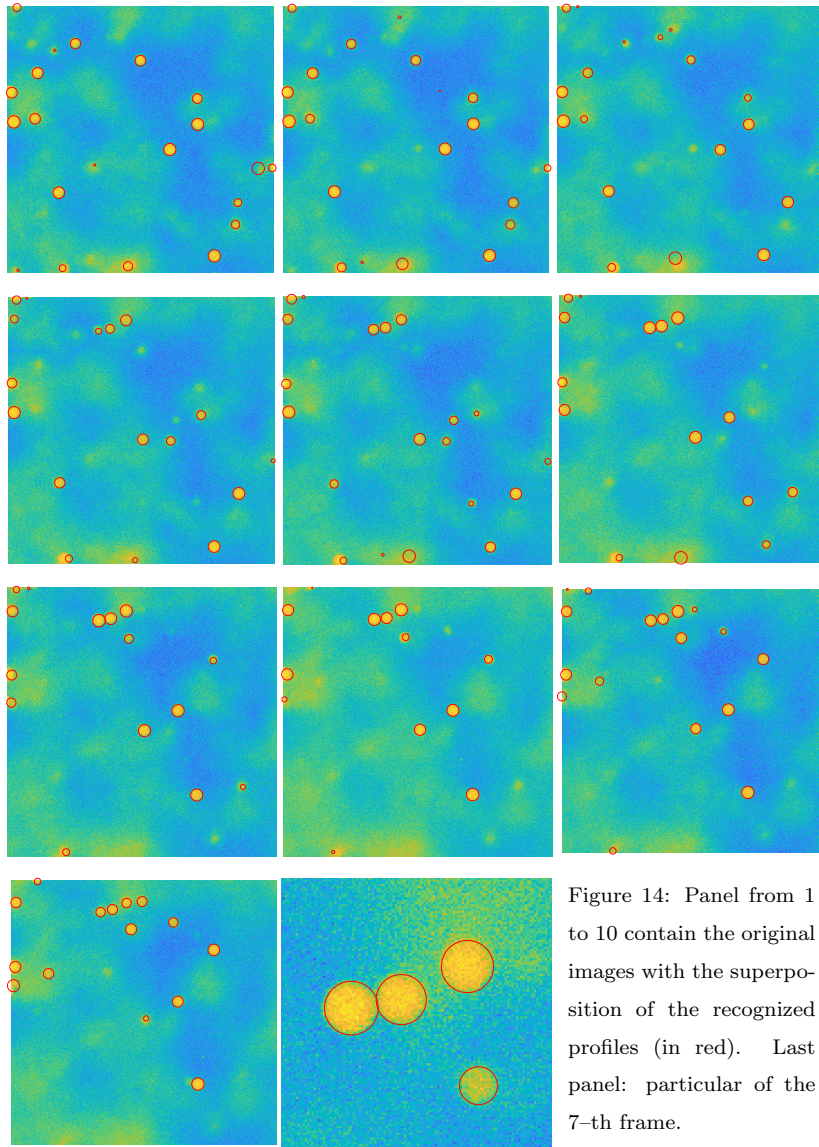 Figure 14: Panel from 1
to 10 contain the original
images with the superpo-
sition of the recognized
profiles (in red). Last
panel: particular of the
7–th frame.